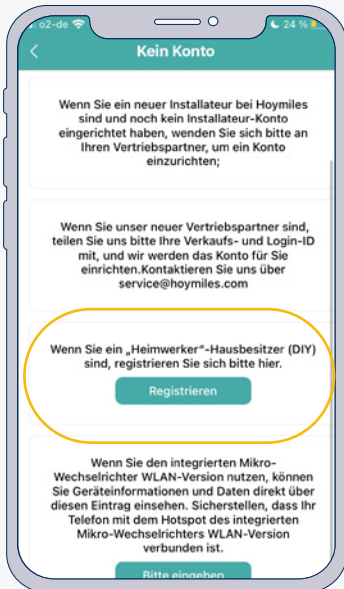 o2-de
24 %
Kein Konto
Wenn Sie ein neuer Installateur bei Hoymiles
sind und noch kein Installateur-Konto
eingerichtet haben, wenden Sie sich bitte an
Ihren Vertriebspartner, um ein Konto
einzurichten;
Wenn Sie unser neuer Vertriebspartner sind,
teilen Sie uns bitte Ihre Verkaufs- und Login-ID
mit, und wir werden das Konto für Sie
einrichten.Kontaktieren Sie uns über
service@hoymiles.com
Wenn Sie ein „Heimwerker"-Hausbesitzer (DIY)
sind, registrieren Sie sich bitte hier.
Registrieren
Wenn Sie den integrierten Mikro-
Wechselrichter WLAN-Version nutzen, können
Sie Geräteinformationen und Daten direkt über
diesen Eintrag einsehen. Sicherstellen, dass Ihr
Telefon mit dem Hotspot des integrierten
Mikro-Wechselrichters WLAN-Version
verbunden ist.
Bitte eingeben